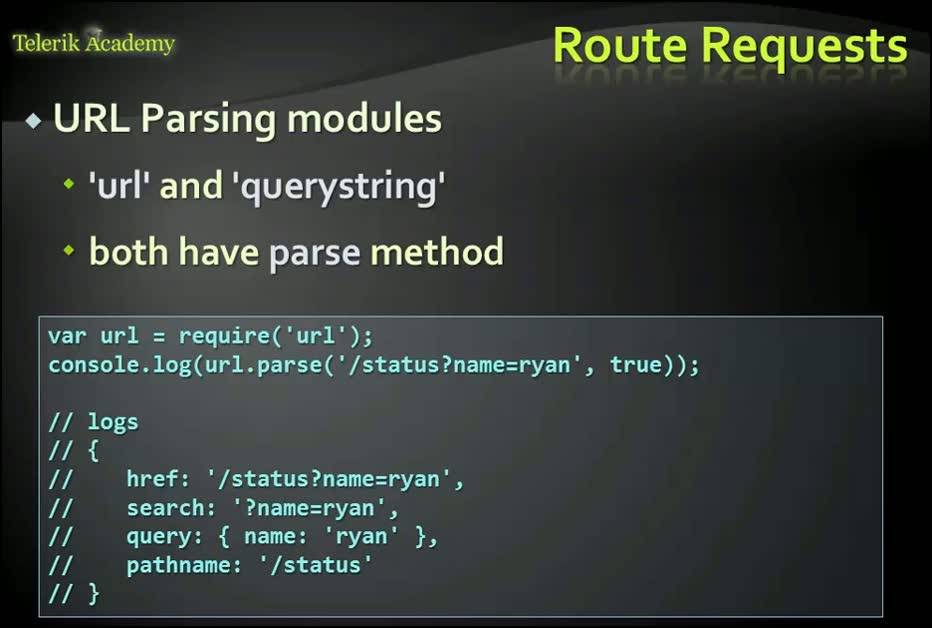 Telerik Academy
Route Requests
URL Parsing modules
'url' and 'querystring'
both have parse method
var url = require('url');
console.log(url.parse('/status?name=ryan', true));
// logs
// {
//    href: '/status?name=ryan',
//    search: '?name=ryan',
//    query: { name: 'ryan' },
//    pathname: '/status'
// }